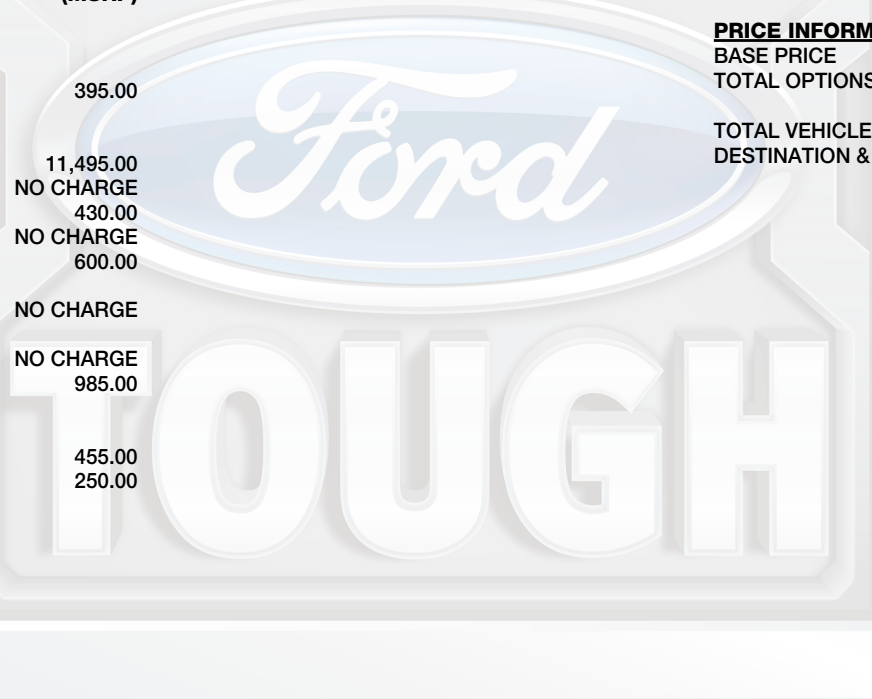 395.00
11,495.00
NO CHARGE
430.00
NO CHARGE
600.00
NO CHARGE
NO CHARGE
985.00
455.00
250.00
PRICE INFORM
BASE PRICE
TOTAL OPTIONS
TOTAL VEHICLE
DESTINATION &
Ford
TOUGH